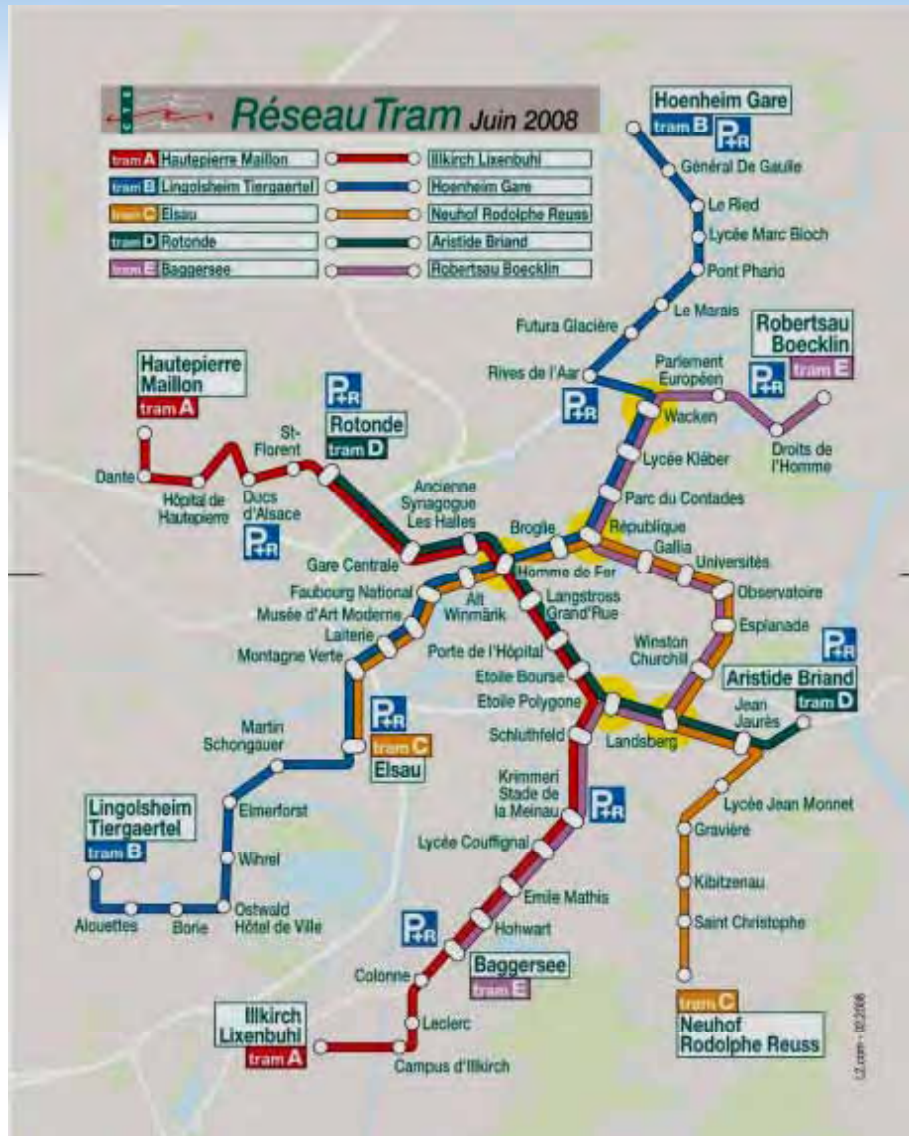 CTS
Réseau Tram Juin 2008
tram A Hautepierre Maillon Illkirch Lixenbuhl
tram B Lingolsheim Tiergaertel Hoenheim Gare
tram C Elsau Neuhof Rodolphe Reuss
tram D Rotonde Aristide Briand
tram E Baggersee Robertsau Boecklin
Hoenheim Gare
tram B P+R
Général De Gaulle
Le Ried
Lycée Marc Bloch
Pont Phario
Le Marais
Futura Glacière
Rives de l'Aar
P+R
Robertsau
Boecklin
P+R tram E
Parlement
Européen
Wacken
Droits de
l'Homme
Lycée Kléber
Parc du Contades
République
Hautepierre
Maillon
tram A
Dante
Hôpital de
Hautepierre
Ducs
d'Alsace
P+R
St-
Florent
P+R
Rotonde
tram D
Ancienne
Synagogue
Les Halles
Gare Centrale
Broglie
Homme de Fer
Gallia
Universités
Observatoire
Esplanade
Winston
Churchill
Faubourg National
Alt
Winmärik
Musée d'Art Moderne
Laiterie
Montagne Verte
Langstross
Grand'Rue
Porte de l'Hôpital
Etoile Bourse
Etoile Polygone
Landsberg
P+R
Aristide Briand
tram D
Jean
Jaurès
P+R
tram C
Elsau
Martin
Schongauer
Elmerforst
Wihrel
Ostwald
Hôtel de Ville
Borie
Alouettes
Lingolsheim
Tiergaertel
tram B
Schluthfeld
Krimmeri
Stade de
la Meinau
P+R
Lycée Couffignal
Emile Mathis
Hohwart
P+R
Baggersee
tram E
Colonne
Leclerc
Campus d'Illkirch
Illkirch
Lixenbuhl
tram A
Lycée Jean Monnet
Gravière
Kibitzenau
Saint Christophe
tram C
Neuhof
Rodolphe Reuss
LZ.com - 02.2008